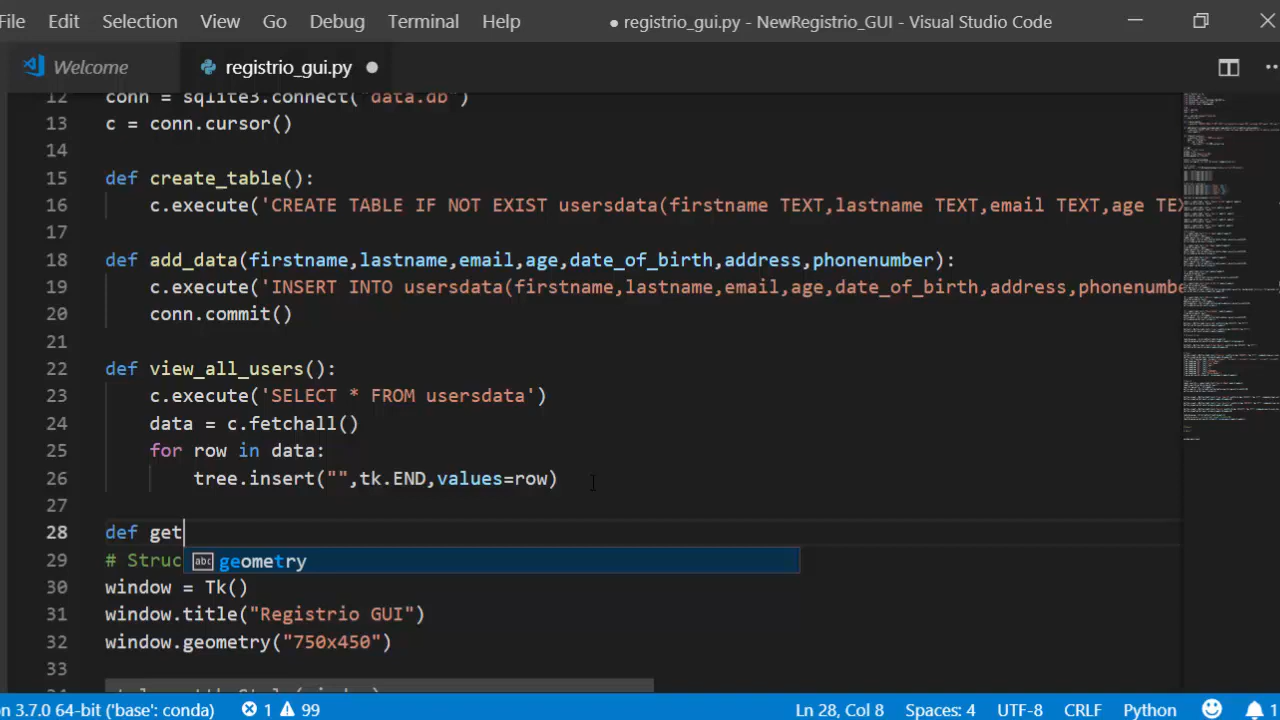 File Edit Selection View Go Debug Terminal Help ● registrio_gui.py - NewRegistrio_GUI - Visual Studio Code
Welcome registrio_gui.py
12 conn = sqlite3.connect("data.db")
13 c = conn.cursor()
14
15 def create_table():
16 c.execute('CREATE TABLE IF NOT EXIST usersdata(firstname TEXT,lastname TEXT,email TEXT,age TEX
17
18 def add_data(firstname,lastname,email,age,date_of_birth,address,phonenumber):
19 c.execute('INSERT INTO usersdata(firstname,lastname,email,age,date_of_birth,address,phonenumbe
20 conn.commit()
21
22 def view_all_users():
23 c.execute('SELECT * FROM usersdata')
24 data = c.fetchall()
25 for row in data:
26 tree.insert("",tk.END,values=row)
27
28 def get
29 # Struc geometry
30 window = Tk()
31 window.title("Registrio GUI")
32 window.geometry("750x450")
33
n 3.7.0 64-bit ('base': conda) 1 99 Ln 28, Col 8 Spaces: 4 UTF-8 CRLF Python 1